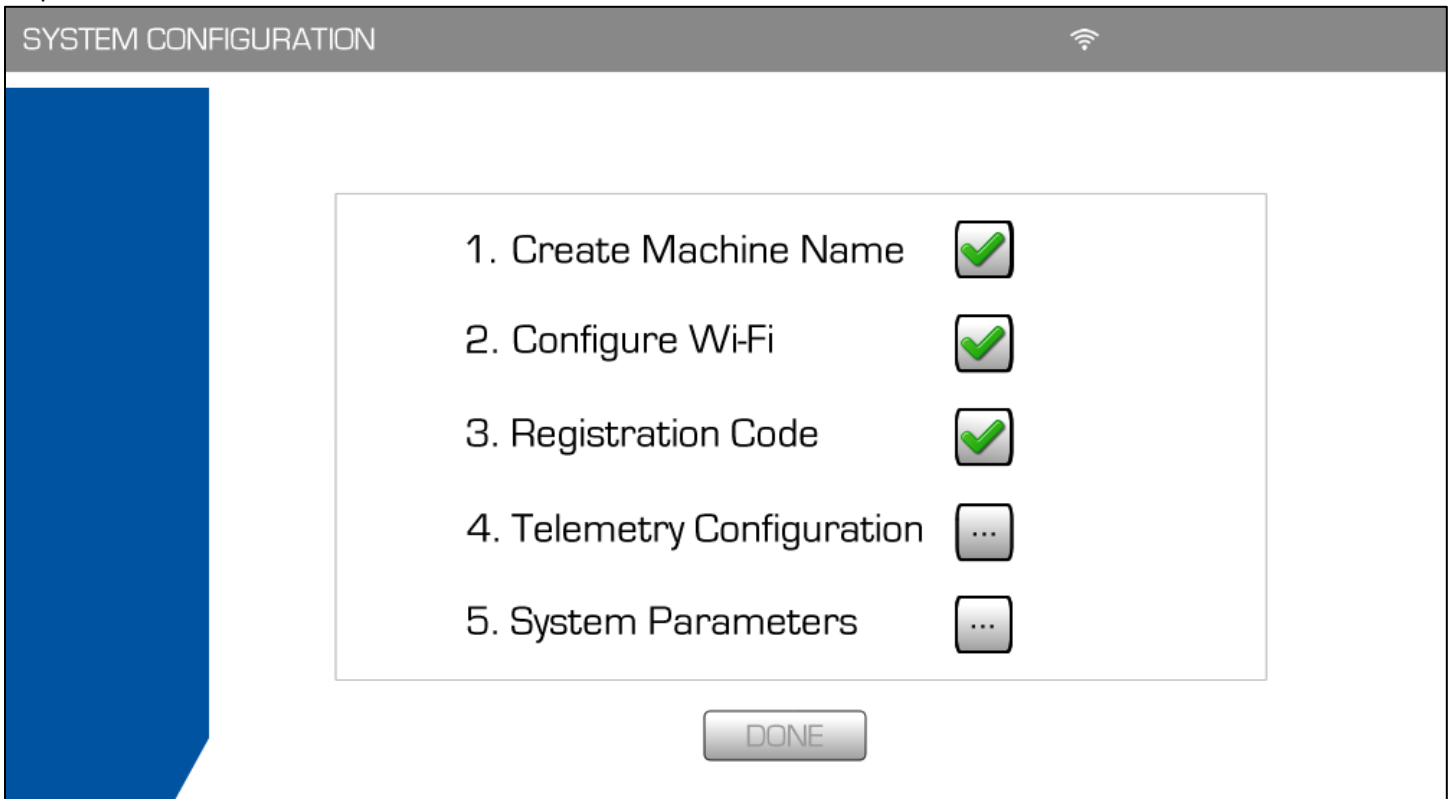 SYSTEM CONFIGURATION
1. Create Machine Name
2. Configure Wi-Fi
3. Registration Code
4. Telemetry Configuration
...
5. System Parameters
...
DONE